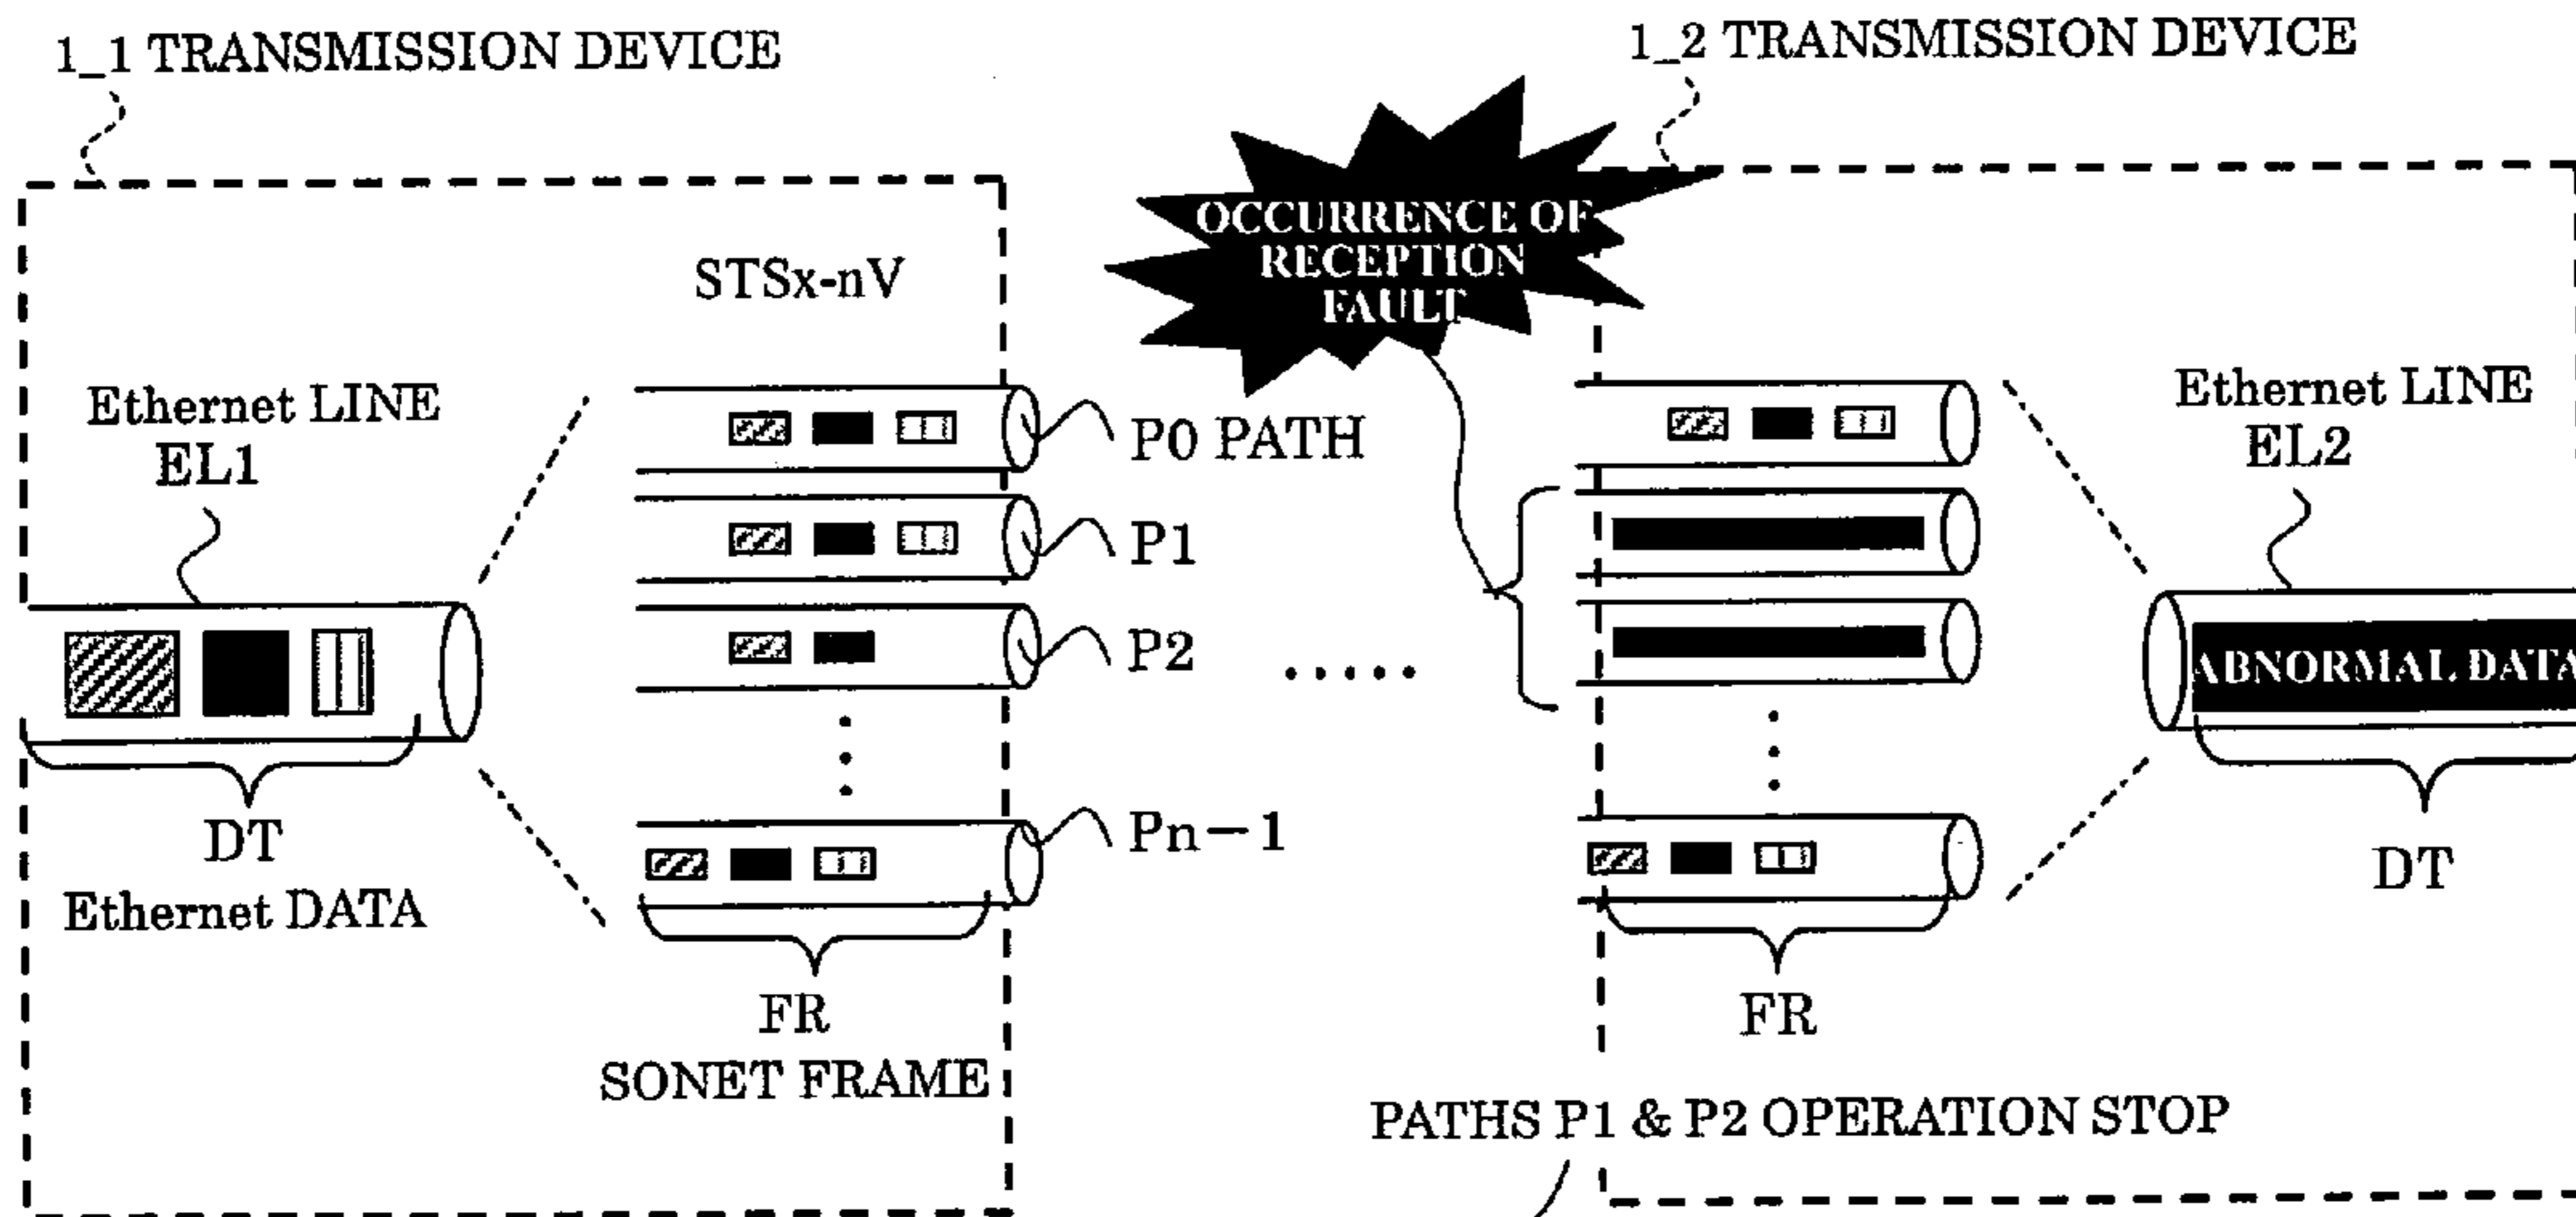 1_1 TRANSMISSION DEVICE
1_2 TRANSMISSION DEVICE
OCCURRENCE OF
RECEPTION
FAULT
STSx-nV
Ethernet LINE
EL1
P0 PATH
P1
P2
Pn−1
Ethernet LINE
EL2
ABNORMAL DATA
DT
Ethernet DATA
FR
SONET FRAME
FR
DT
PATHS P1 & P2 OPERATION STOP